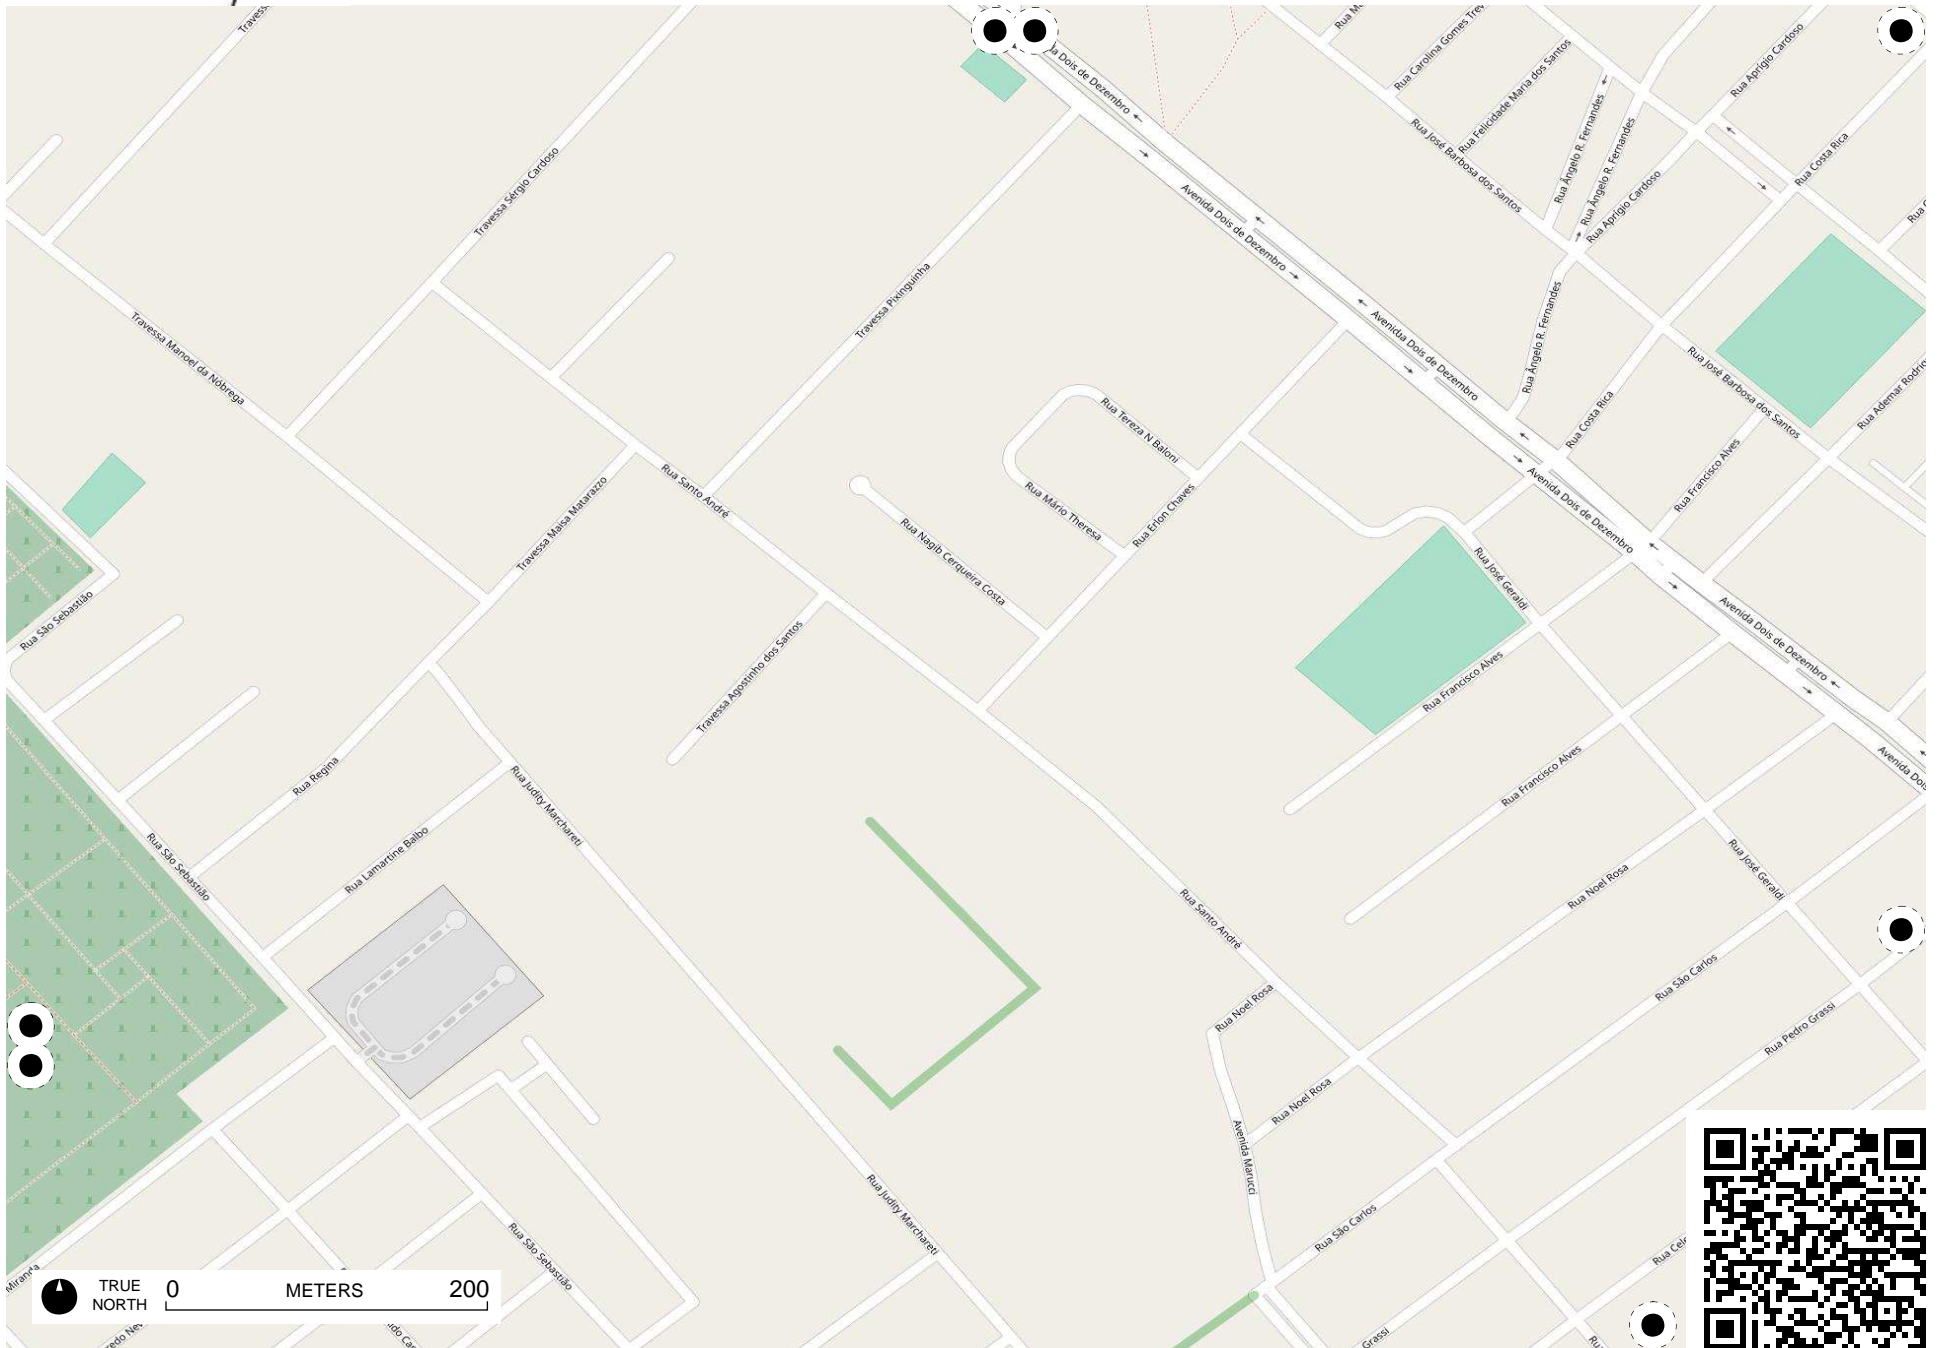 Rua Carolina Gomes
Rua Aprígio Cardoso
Rua Felicidade Maria dos Santos
Dois de Dezembro
Rua Ângelo R. Fernandes
Rua Ângelo R. Fernandes
Rua José Barbosa dos Santos
Rua Costa Rica
Travessa Sérgio Cardoso
Rua Aprígio Cardoso
Avenida Dois de Dezembro
Travessa Pixinguinha
Rua Ângelo R. Fernandes
Travessa Manoel da Nóbrega
Avenidua Dois de Dezembro
Rua José Barbosa dos Santos
Rua Ademar
Rua Costa Rica
Rua Tereza N Baloni
Rua Francisco Alves
Rua Santo André
Travessa Maisa Matarazzo
Rua Mário Theresa
Rua Erlon Chaves
Avenida Dois de Dezembro
Rua Nagib Cerqueira Costa
Rua José Geraldi
Rua São Sebastião
Travessa Agostinho dos Santos
Avenida Dois de Dezembro
Rua Francisco Alves
Rua Regina
Rua Francisco Alves
Avenida
Rua Judity Marchareti
Rua Lamartine Balbo
Rua São Sebastião
Rua José Geraldi
Rua Noel Rosa
Rua Santo André
Rua São Carlos
Rua Noel Rosa
Rua Pedro Grassi
Rua Noel Rosa
Avenida Marucci
Rua Judity Marchareti
Rua São Carlos
Rua São Sebastião
Miranda
TRUE
NORTH
0 METERS 200
Grassi